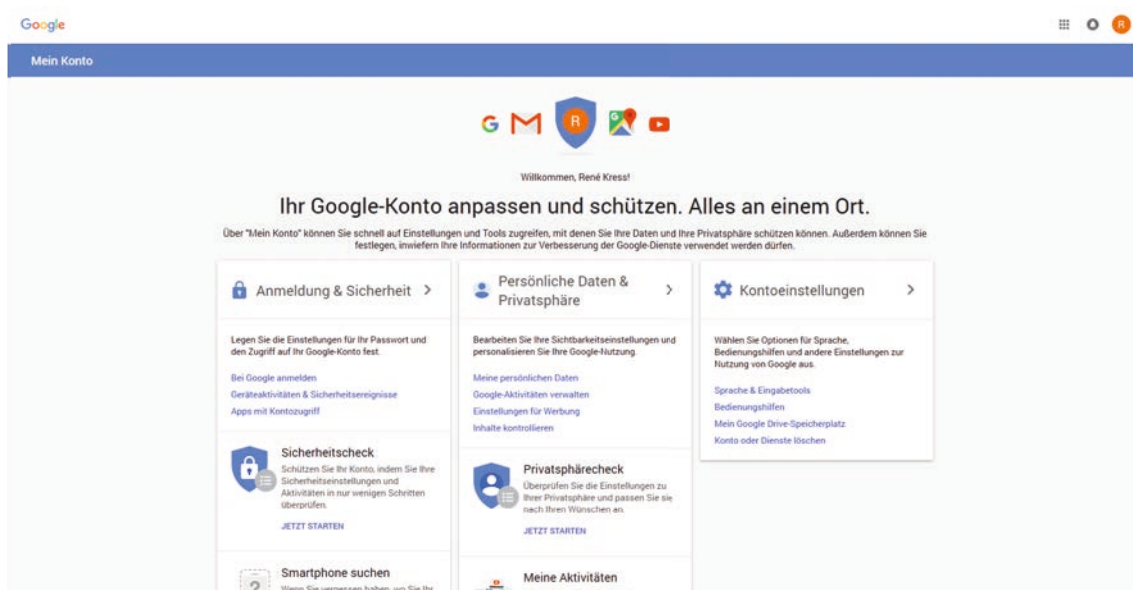 Google
R
Mein Konto
G
R
G
Willkommen, René Kress!
Ihr Google-Konto anpassen und schützen. Alles an einem Ort.
Über "Mein Konto" können Sie schnell auf Einstellungen und Tools zugreifen, mit denen Sie Ihre Daten und Ihre Privatsphäre schützen können. Außerdem können Sie
festlegen, inwiefern Ihre Informationen zur Verbesserung der Google-Dienste verwendet werden dürfen.
Anmeldung & Sicherheit
Legen Sie die Einstellungen für Ihr Passwort und
den Zugriff auf Ihr Google-Konto fest.
Bei Google anmelden
Geräteaktivitäten & Sicherheitsereignisse
Apps mit Kontozugriff
Sicherheitscheck
Schützen Sie Ihr Konto, indem Sie Ihre
Sicherheitseinstellungen und
Aktivitäten in nur wenigen Schritten
überprüfen.
JETZT STARTEN
Smartphone suchen
Wenn Sie vergessen haben, wo Sie Ihr
Persönliche Daten &
Privatsphäre
Bearbeiten Sie Ihre Sichtbarkeitseinstellungen und
personalisieren Sie Ihre Google-Nutzung.
Meine persönlichen Daten
Google-Aktivitäten verwalten
Einstellungen für Werbung
Inhalte kontrollieren
Privatsphärecheck
Überprüfen Sie die Einstellungen zu
Ihrer Privatsphäre und passen Sie sie
nach Ihren Wünschen an.
JETZT STARTEN
Meine Aktivitäten
Kontoeinstellungen
Wählen Sie Optionen für Sprache,
Bedienungshilfen und andere Einstellungen zur
Nutzung von Google aus.
Sprache & Eingabetools
Bedienungshilfen
Mein Google Drive-Speicherplatz
Konto oder Dienste löschen